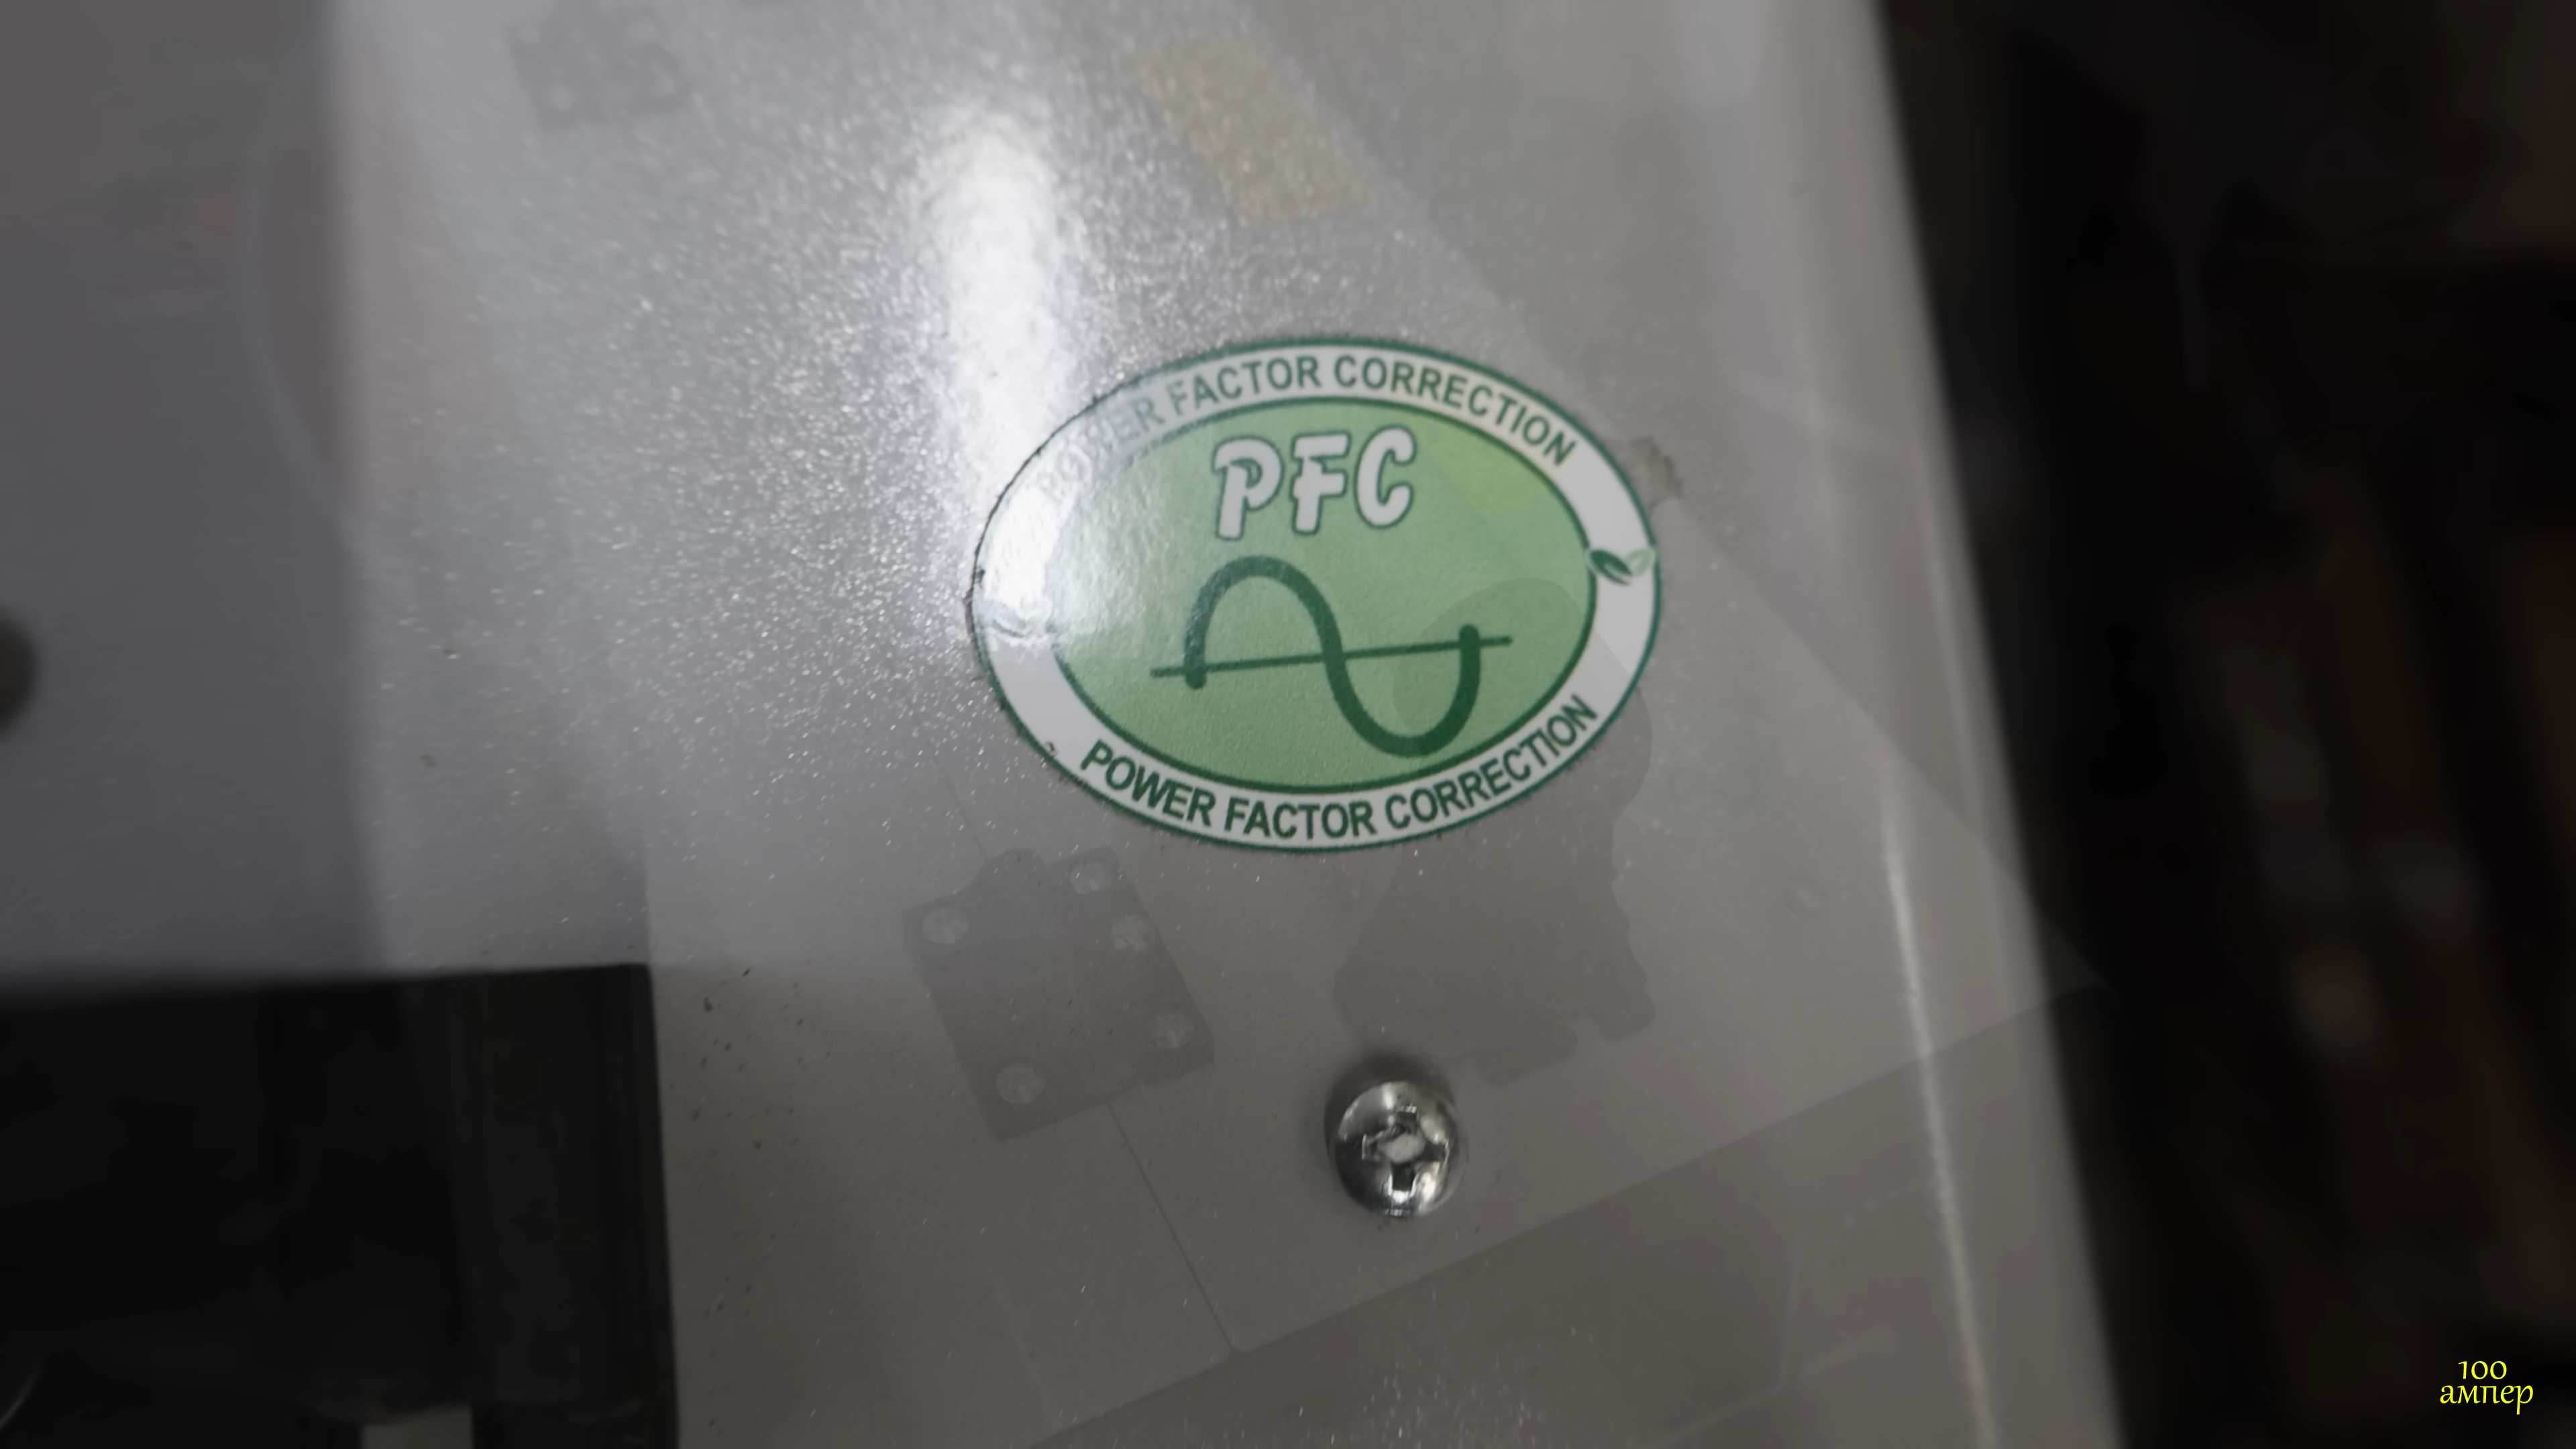 POWER FACTOR CORRECTION
PFC
POWER FACTOR CORRECTION
100
ампер